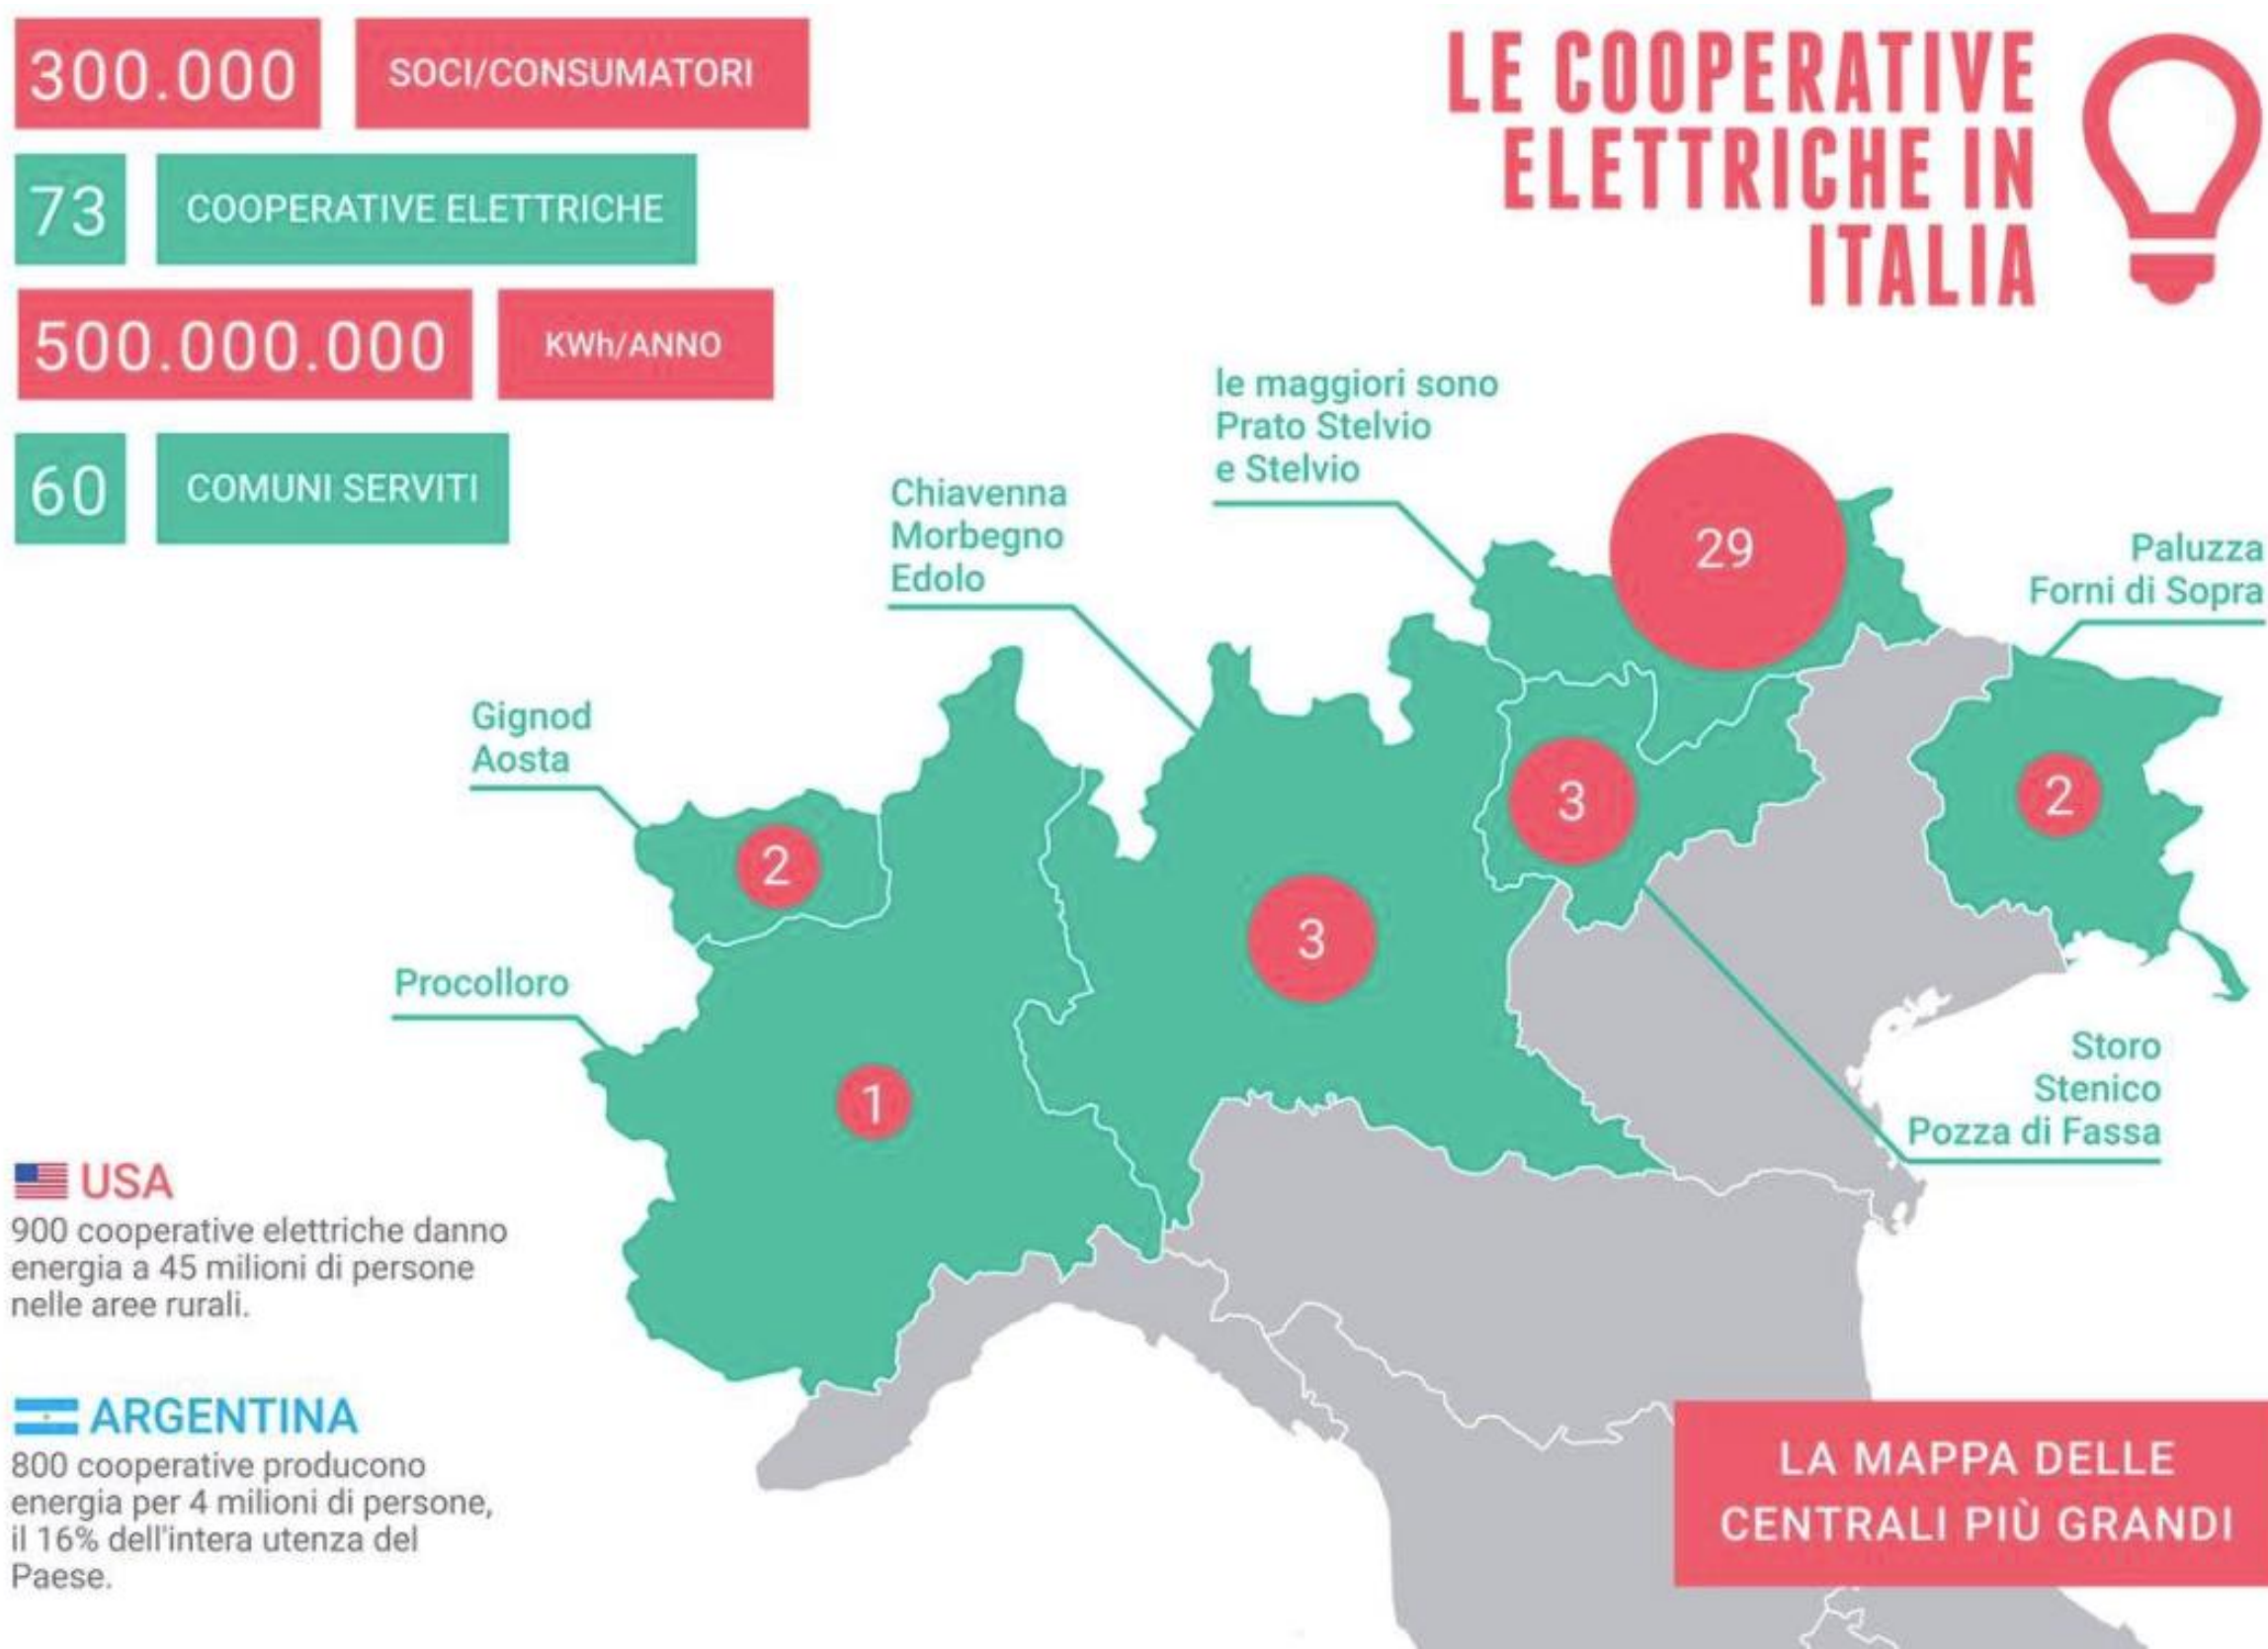 300.000 SOCI/CONSUMATORI
73 COOPERATIVE ELETTRICHE
500.000.000 KWh/ANNO
60 COMUNI SERVITI
LE COOPERATIVE
ELETTRICHE IN
ITALIA
le maggiori sono
Prato Stelvio
e Stelvio
29
Chiavenna
Morbegno
Edolo
3
Paluzza
Forni di Sopra
2
Gignod
Aosta
2
3
Storo
Stenico
Pozza di Fassa
Procolloro
1
USA
900 cooperative elettriche danno
energia a 45 milioni di persone
nelle aree rurali.
ARGENTINA
800 cooperative producono
energia per 4 milioni di persone,
il 16% dell'intera utenza del
Paese.
LA MAPPA DELLE
CENTRALI PIÙ GRANDI